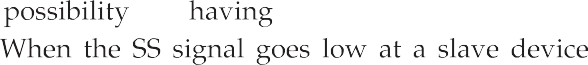 possibility having
When the SS signal goes low at a slave device